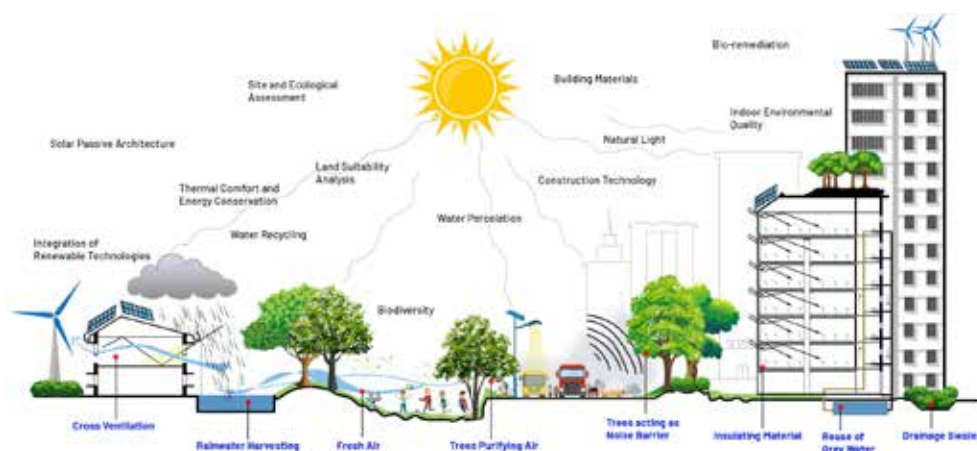 Bio-remediation
Building Materials
Site and Ecological
Assessment
Indoor Environmental
Quality
Natural Light
Solar Passive Architecture
Land Suitability
Analysis
Construction Technology
Thermal Comfort and
Energy Conservation
Water Percolation
Water Recycling
Integration of
Renewable Technologies
Biodiversity
Cross Ventilation
Rainwater Harvesting
Fresh Air
Trees Purifying Air
Trees acting as
Noise Barrier
Insulating Material
Reuse of
Grey Water
Drainage Swale